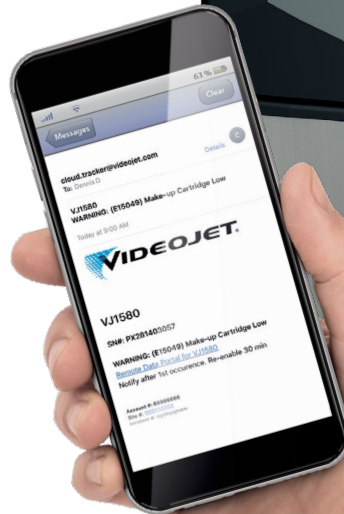 63 %
Messages
Clear
cloud.tracker@videojet.com
To: Dennis.D
Details
C
VJ1580
WARNING: (E15049) Make-up Cartridge Low
Today at 9:00 AM
VIDEOJET.
VJ1580
SN#: PX281403057
WARNING: (E15049) Make-up Cartridge Low
Remote Data Portal for VJ1580
Notify after 1st occurence. Re-enable 30 min
Account #:
Site #: